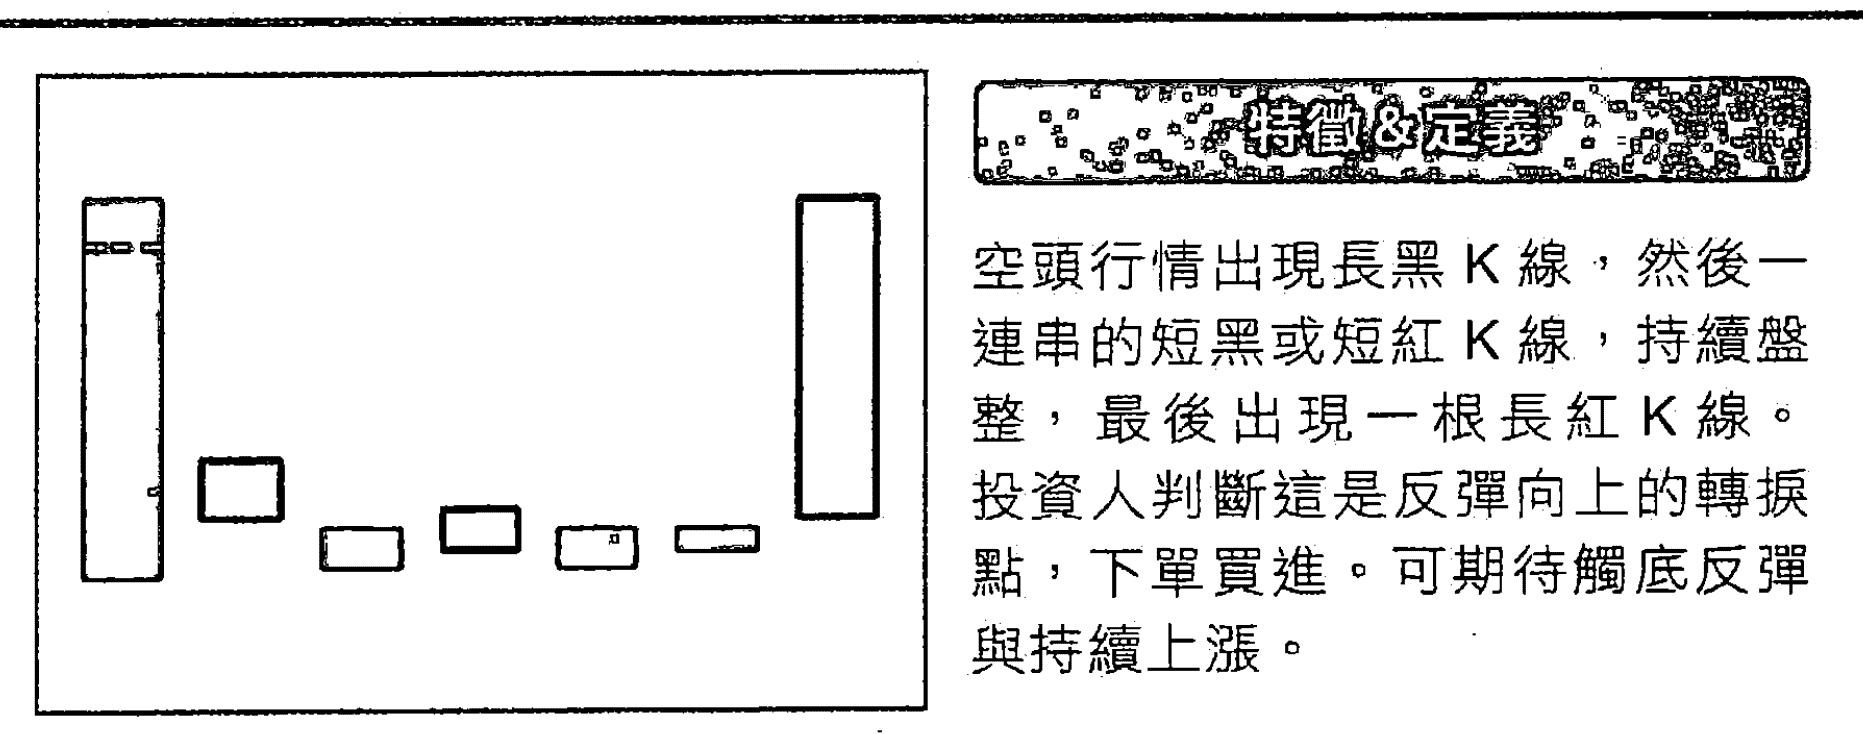 特徵&定義
空頭行情出現長黑 K 線，然後一
連串的短黑或短紅 K 線，持續盤
整，最後出現一根長紅 K 線。
投資人判斷這是反彈向上的轉捩
點，下單買進。可期待觸底反彈
與持續上漲。